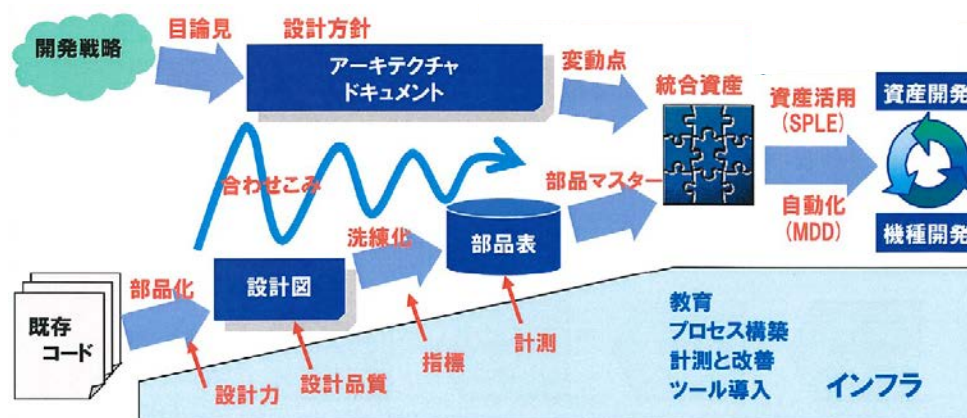 開発戦略
目論見
設計方針
アーキテクチャ
ドキュメント
変動点
統合資産
資産活用
(SPLE)
資産開発
合わせこみ
部品マスター
自動化
(MDD)
機種開発
洗練化
部品表
部品化
設計図
既存
コード
設計力
設計品質
指標
計測
教育
プロセス構築
計測と改善
ツール導入
インフラ